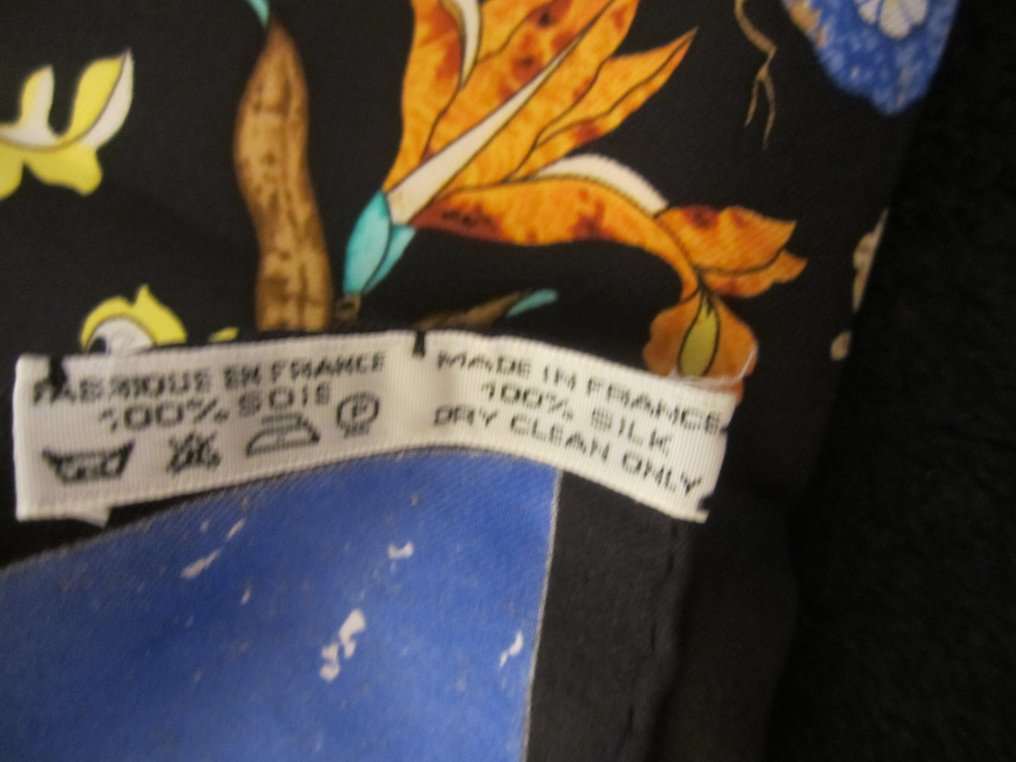 FABRIQUE EN FRANCE
100% SOIE
P
MADE IN FRANCE
100% SILK
DRY CLEAN ONLY